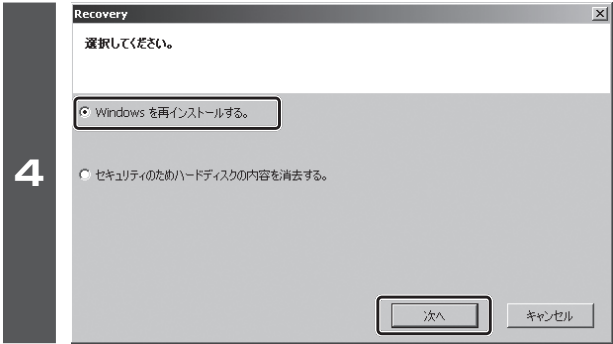 Recovery
選択してください。
Windows を再インストールする。
4
セキュリティのためハードディスクの内容を消去する。
次へ
キャンセル